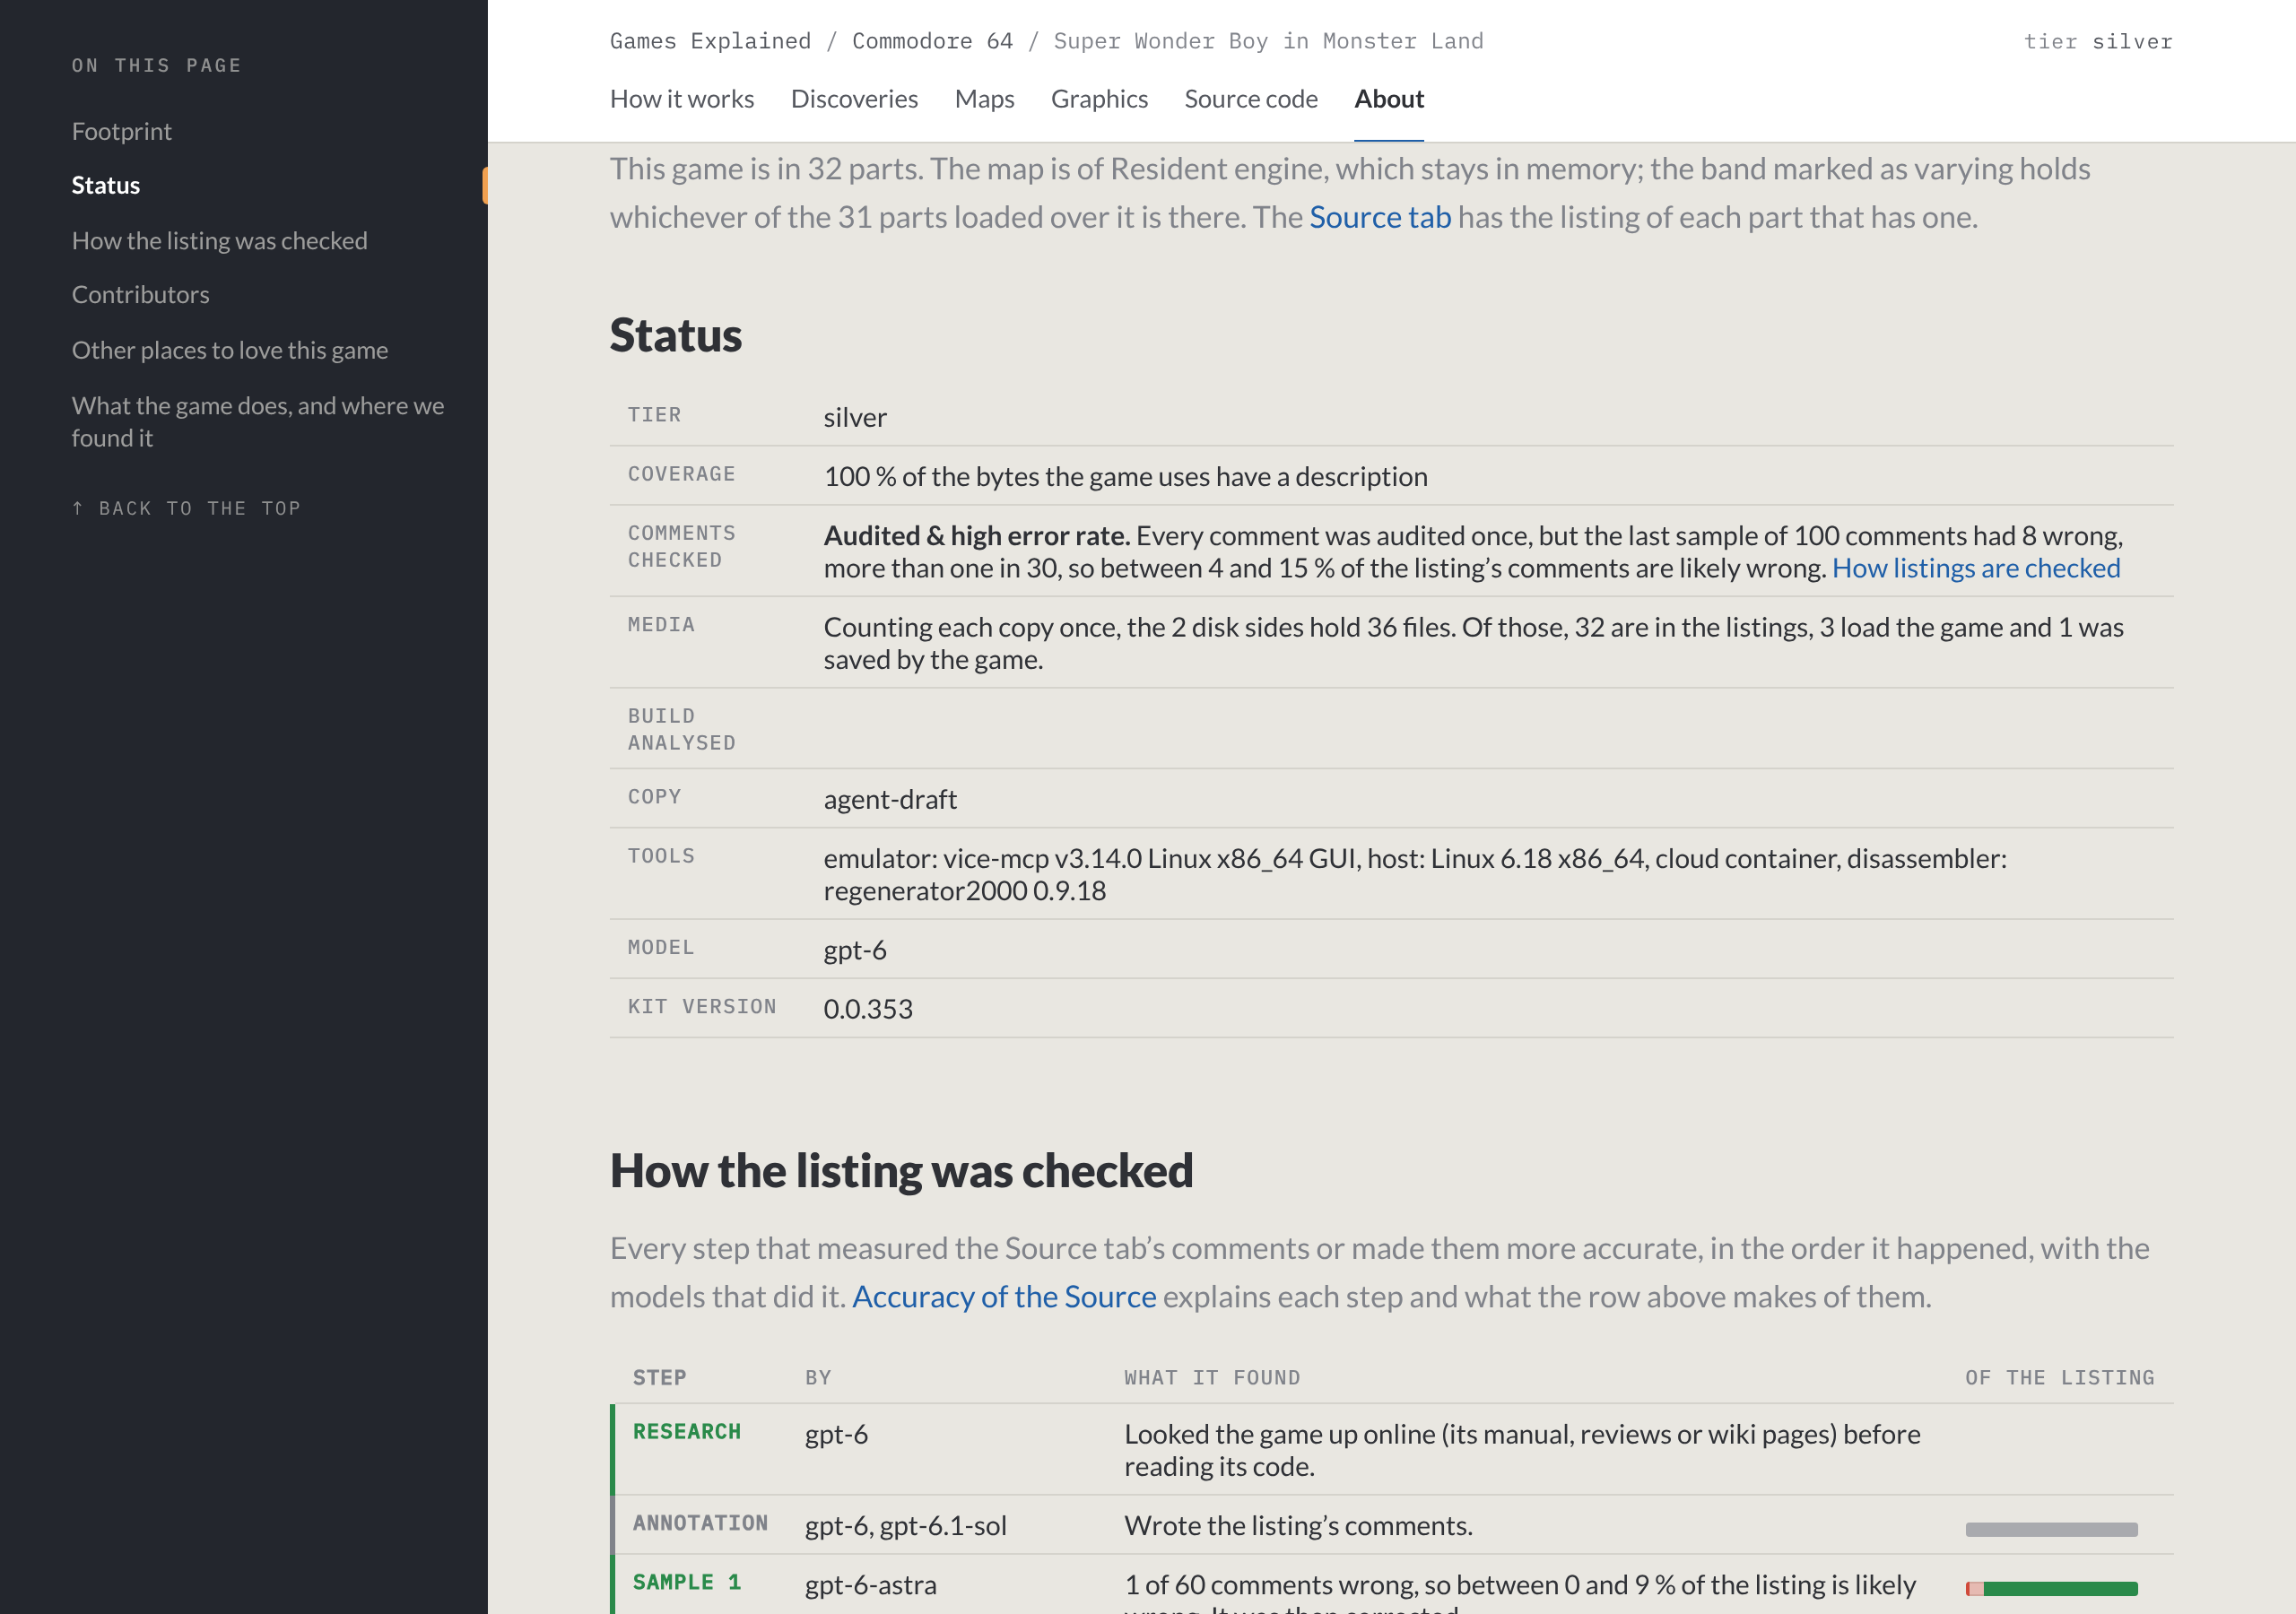 ON THIS PAGE
Footprint
Status
How the listing was checked
Contributors
Other places to love this game
What the game does, and where we
found it
↑ BACK TO THE TOP
Games Explained / Commodore 64 / Super Wonder Boy in Monster Land
tier silver
How it works Discoveries Maps Graphics Source code About
This game is in 32 parts. The map is of Resident engine, which stays in memory; the band marked as varying holds
whichever of the 31 parts loaded over it is there. The Source tab has the listing of each part that has one.
Status
TIER silver
COVERAGE 100 % of the bytes the game uses have a description
COMMENTS CHECKED Audited & high error rate. Every comment was audited once, but the last sample of 100 comments had 8 wrong,
more than one in 30, so between 4 and 15 % of the listing’s comments are likely wrong. How listings are checked
MEDIA Counting each copy once, the 2 disk sides hold 36 files. Of those, 32 are in the listings, 3 load the game and 1 was
saved by the game.
BUILD
ANALYSED
COPY agent-draft
TOOLS emulator: vice-mcp v3.14.0 Linux x86_64 GUI, host: Linux 6.18 x86_64, cloud container, disassembler:
regenerator2000 0.9.18
MODEL gpt-6
KIT VERSION 0.0.353
How the listing was checked
Every step that measured the Source tab’s comments or made them more accurate, in the order it happened, with the
models that did it. Accuracy of the Source explains each step and what the row above makes of them.
STEP BY WHAT IT FOUND OF THE LISTING
RESEARCH gpt-6 Looked the game up online (its manual, reviews or wiki pages) before
reading its code.
ANNOTATION gpt-6, gpt-6.1-sol Wrote the listing’s comments.
SAMPLE 1 gpt-6-astra 1 of 60 comments wrong, so between 0 and 9 % of the listing is likely